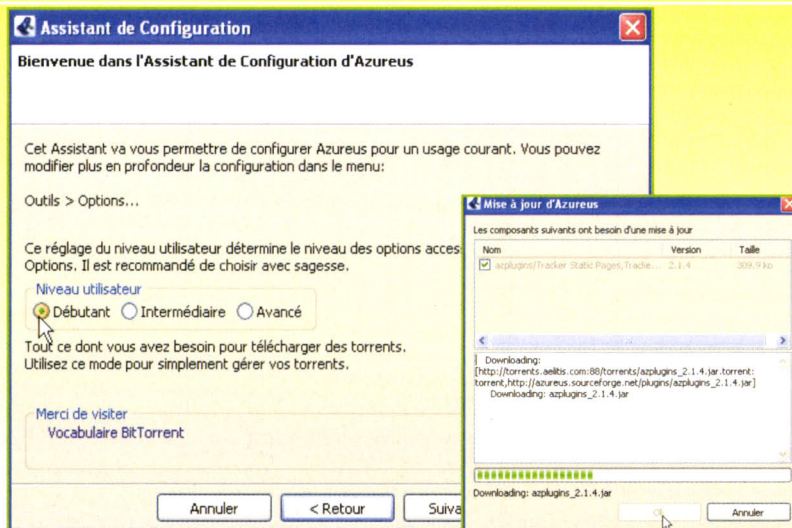 Assistant de Configuration
Bienvenue dans l'Assistant de Configuration d'Azureus
Cet Assistant va vous permettre de configurer Azureus pour un usage courant. Vous pouvez
modifier plus en profondeur la configuration dans le menu:
Outils > Options...
Ce réglage du niveau utilisateur détermine le niveau des options acces
Options. Il est recommandé de choisir avec sagesse.
Niveau utilisateur
Débutant Intermédiaire Avancé
Tout ce dont vous avez besoin pour télécharger des torrents.
Utilisez ce mode pour simplement gérer vos torrents.
Merci de visiter
Vocabulaire BitTorrent
Annuler < Retour Suiva
Mise à jour d'Azureus
Les composants suivants ont besoin d'une mise à jour
Nom Version Taille
azplugins/Tracker Static Pages,Tracke... 2.1.4 309.9 ko
Downloading:
[http://torrents.aelitis.com:88/torrents/azplugins_2.1.4.jar.torrent:
torrent,http://azureus.sourceforge.net/plugins/azplugins_2.1.4.jar]
Downloading: azplugins_2.1.4.jar
Downloading: azplugins_2.1.4.jar
Annuler